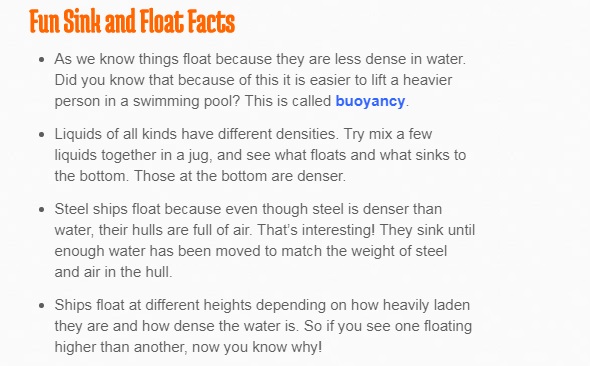 Fun Sink and Float Facts
• As we know things float because they are less dense in water.
Did you know that because of this it is easier to lift a heavier
person in a swimming pool? This is called buoyancy.
• Liquids of all kinds have different densities. Try mix a few
liquids together in a jug, and see what floats and what sinks to
the bottom. Those at the bottom are denser.
• Steel ships float because even though steel is denser than
water, their hulls are full of air. That's interesting! They sink until
enough water has been moved to match the weight of steel
and air in the hull.
• Ships float at different heights depending on how heavily laden
they are and how dense the water is. So if you see one floating
higher than another, now you know why!